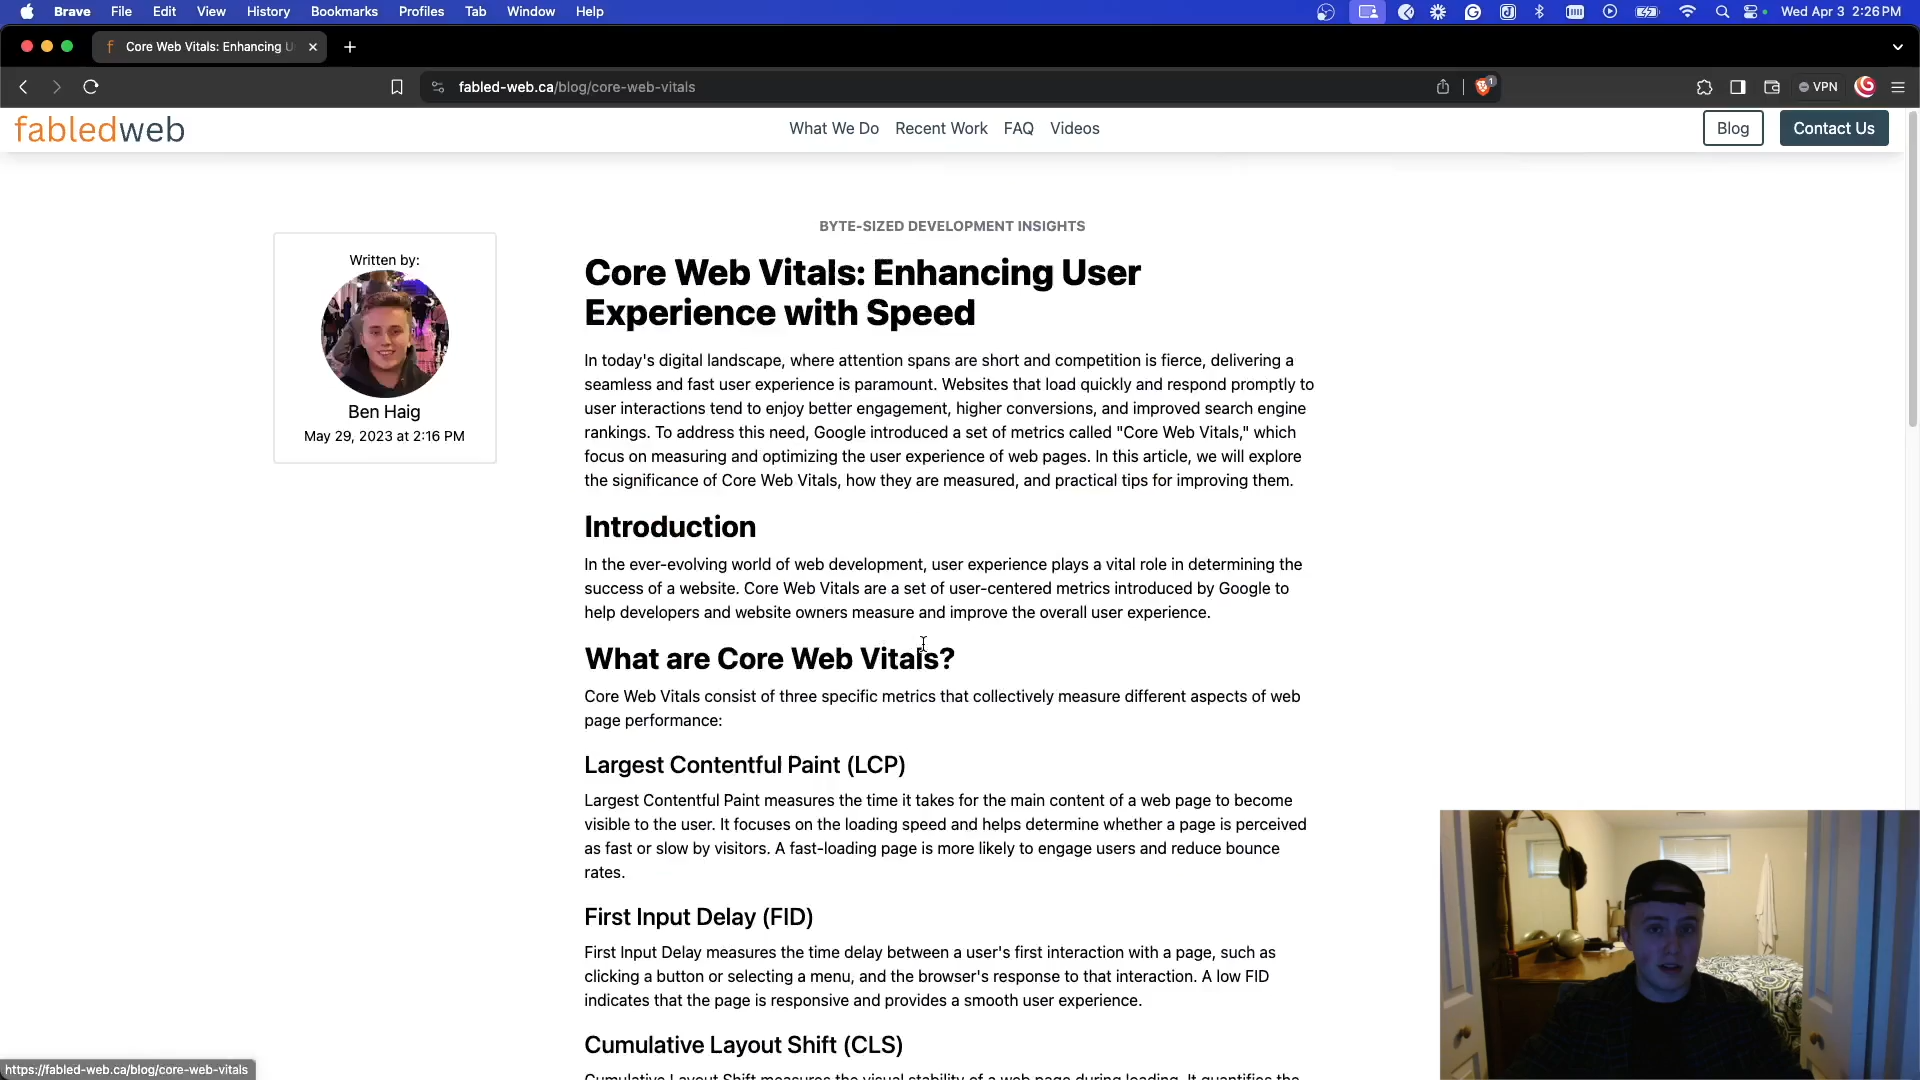 Brave File Edit View History Bookmarks Profiles Tab Window Help
Wed Apr 3 2:26 PM
Core Web Vitals: Enhancing U
fabled-web.ca/blog/core-web-vitals
1
VPN
fabledweb
What We Do Recent Work FAQ Videos
Blog
Contact Us
BYTE-SIZED DEVELOPMENT INSIGHTS
Written by:
Ben Haig
May 29, 2023 at 2:16 PM
Core Web Vitals: Enhancing User
Experience with Speed
In today's digital landscape, where attention spans are short and competition is fierce, delivering a
seamless and fast user experience is paramount. Websites that load quickly and respond promptly to
user interactions tend to enjoy better engagement, higher conversions, and improved search engine
rankings. To address this need, Google introduced a set of metrics called "Core Web Vitals," which
focus on measuring and optimizing the user experience of web pages. In this article, we will explore
the significance of Core Web Vitals, how they are measured, and practical tips for improving them.
Introduction
In the ever-evolving world of web development, user experience plays a vital role in determining the
success of a website. Core Web Vitals are a set of user-centered metrics introduced by Google to
help developers and website owners measure and improve the overall user experience.
What are Core Web Vitals?
Core Web Vitals consist of three specific metrics that collectively measure different aspects of web
page performance:
Largest Contentful Paint (LCP)
Largest Contentful Paint measures the time it takes for the main content of a web page to become
visible to the user. It focuses on the loading speed and helps determine whether a page is perceived
as fast or slow by visitors. A fast-loading page is more likely to engage users and reduce bounce
rates.
First Input Delay (FID)
First Input Delay measures the time delay between a user's first interaction with a page, such as
clicking a button or selecting a menu, and the browser's response to that interaction. A low FID
indicates that the page is responsive and provides a smooth user experience.
Cumulative Layout Shift (CLS)
Cumulative Layout Shift measures the visual stability of a web page during loading. It quantifies the
https://fabled-web.ca/blog/core-web-vitals